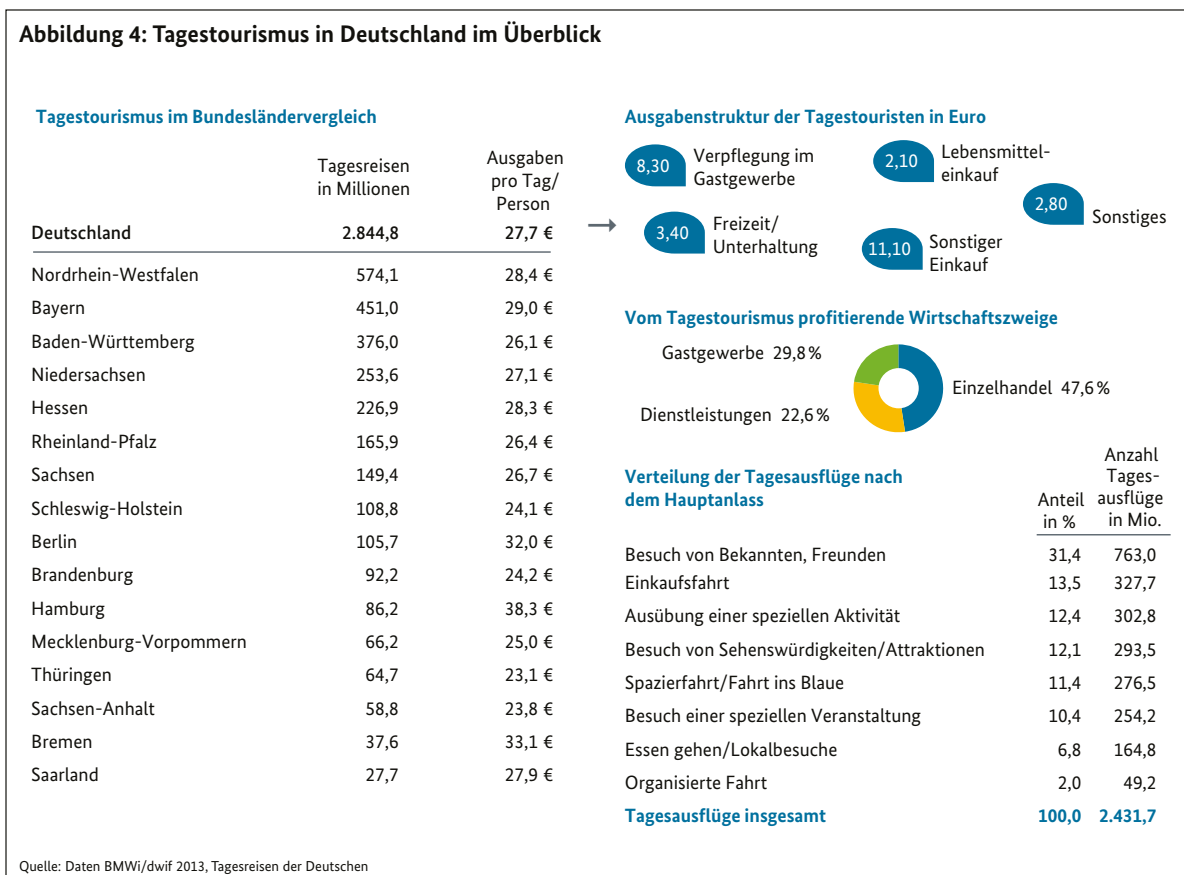 Abbildung 4: Tagestourismus in Deutschland im Überblick
Tagestourismus im Bundesländervergleich
Tagesreisen
in Millionen
Ausgaben
pro Tag/
Person
Deutschland 2.844,8 27,7 €
Nordrhein-Westfalen 574,1 28,4 €
Bayern 451,0 29,0 €
Baden-Württemberg 376,0 26,1 €
Niedersachsen 253,6 27,1 €
Hessen 226,9 28,3 €
Rheinland-Pfalz 165,9 26,4 €
Sachsen 149,4 26,7 €
Schleswig-Holstein 108,8 24,1 €
Berlin 105,7 32,0 €
Brandenburg 92,2 24,2 €
Hamburg 86,2 38,3 €
Mecklenburg-Vorpommern 66,2 25,0 €
Thüringen 64,7 23,1 €
Sachsen-Anhalt 58,8 23,8 €
Bremen 37,6 33,1 €
Saarland 27,7 27,9 €
→
Ausgabenstruktur der Tagestouristen in Euro
8,30 Verpflegung im
Gastgewerbe
2,10 Lebensmittel-
einkauf
2,80 Sonstiges
3,40 Freizeit/
Unterhaltung
11,10 Sonstiger
Einkauf
Vom Tagestourismus profitierende Wirtschaftszweige
Gastgewerbe 29,8 %
Einzelhandel 47,6 %
Dienstleistungen 22,6 %
Verteilung der Tagesausflüge nach
dem Hauptanlass
Anteil
in %
Anzahl
Tages-
ausflüge
in Mio.
Besuch von Bekannten, Freunden 31,4 763,0
Einkaufsfahrt 13,5 327,7
Ausübung einer speziellen Aktivität 12,4 302,8
Besuch von Sehenswürdigkeiten/Attraktionen 12,1 293,5
Spazierfahrt/Fahrt ins Blaue 11,4 276,5
Besuch einer speziellen Veranstaltung 10,4 254,2
Essen gehen/Lokalbesuche 6,8 164,8
Organisierte Fahrt 2,0 49,2
Tagesausflüge insgesamt 100,0 2.431,7
Quelle: Daten BMWi/dwif 2013, Tagesreisen der Deutschen